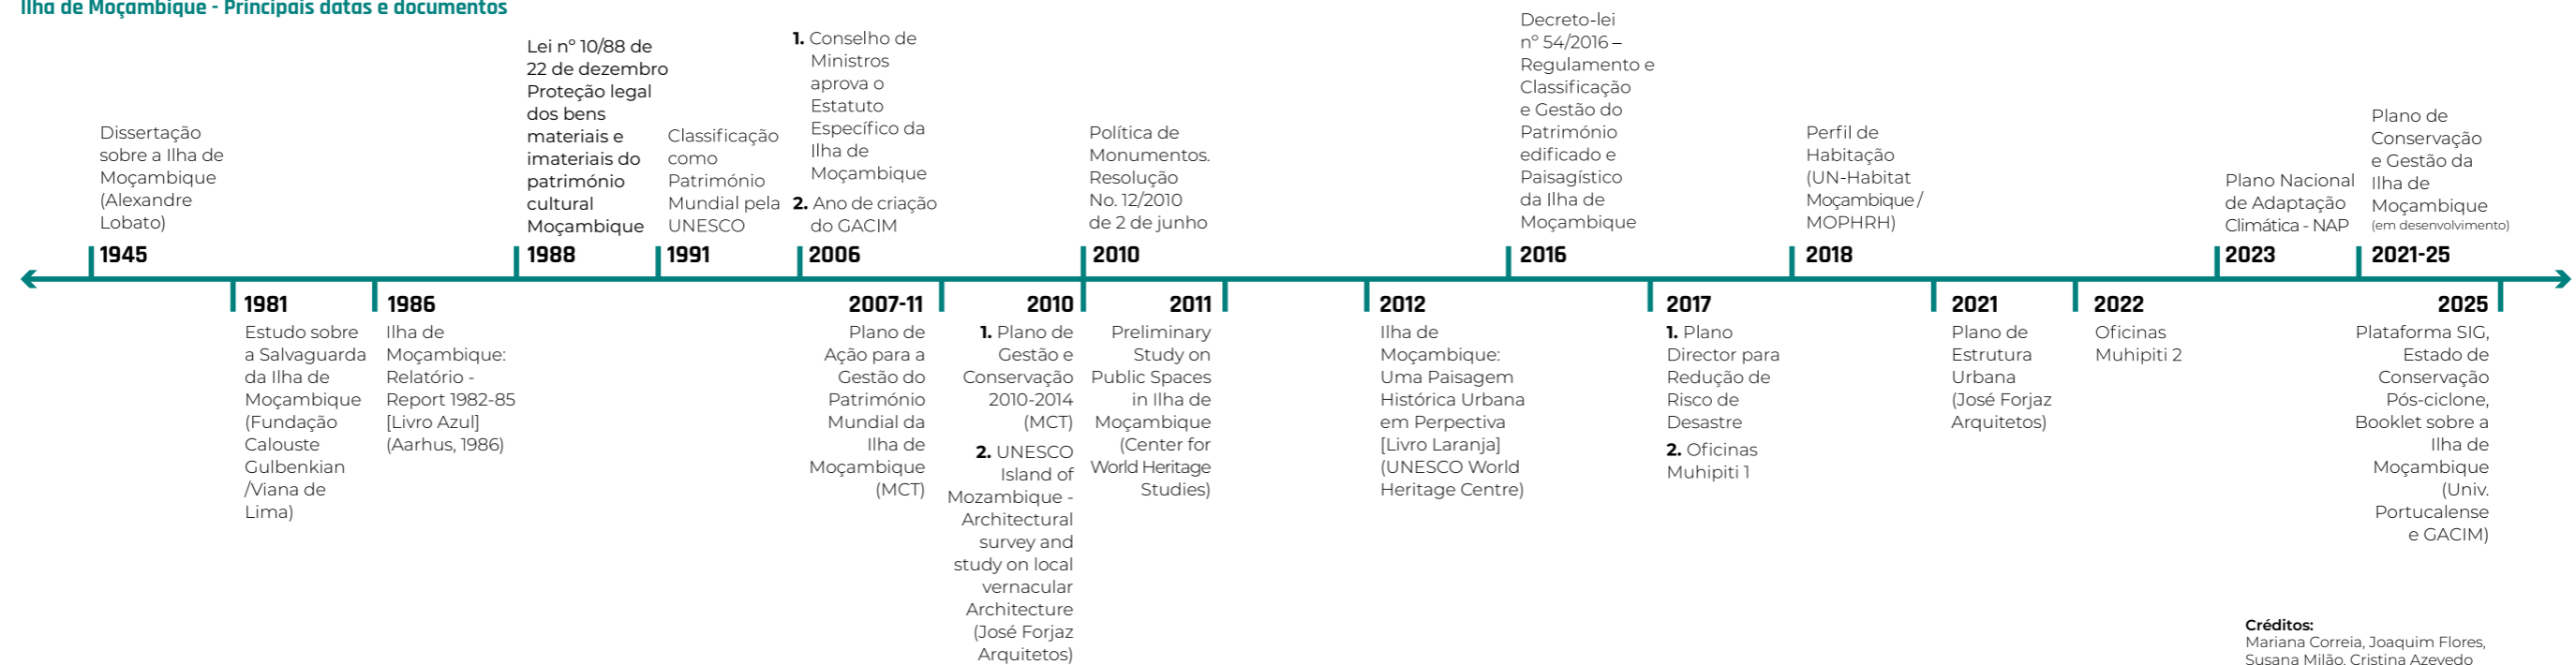 Ilha de Moçambique - Principais datas e documentos
Dissertação
sobre a Ilha de
Moçambique
(Alexandre
Lobato)
1945
1981
Estudo sobre
a Salvaguarda
da Ilha de
Moçambique
(Fundação
Calouste
Gulbenkian
/Viana de
Lima)
1986
Ilha de
Moçambique:
Relatório -
Report 1982-85
[Livro Azul]
(Aarhus, 1986)
Lei nº 10/88 de
22 de dezembro
Proteção legal
dos bens
materiais e
imateriais do
património
cultural
Moçambique
1988
Classificação
como
Património
Mundial pela
UNESCO
1991
1. Conselho de
Ministros
aprova o
Estatuto
Específico da
Ilha de
Moçambique
2. Ano de criação
do GACIM
2006
2007-11
Plano de
Ação para a
Gestão do
Património
Mundial da
Ilha de
Moçambique
(MCT)
Política de
Monumentos.
Resolução
No. 12/2010
de 2 de junho
2010
2010
1. Plano de
Gestão e
Conservação
2010-2014
(MCT)
2. UNESCO
Island of
Mozambique -
Architectural
survey and
study on local
vernacular
Architecture
(José Forjaz
Arquitetos)
2011
Preliminary
Study on
Public Spaces
in Ilha de
Moçambique
(Center for
World Heritage
Studies)
2012
Ilha de
Moçambique:
Uma Paisagem
Histórica Urbana
em Perpectiva
[Livro Laranja]
(UNESCO World
Heritage Centre)
Decreto-lei
nº 54/2016 –
Regulamento e
Classificação
e Gestão do
Património
edificado e
Paisagístico
da Ilha de
Moçambique
2016
2017
1. Plano
Director para
Redução de
Risco de
Desastre
2. Oficinas
Muhipiti 1
Perfil de
Habitação
(UN-Habitat
Moçambique /
MOPHRH)
2018
2021
Plano de
Estrutura
Urbana
(José Forjaz
Arquitetos)
2022
Oficinas
Muhipiti 2
Plano Nacional
de Adaptação
Climática - NAP
2023
Plano de
Conservação
e Gestão da
Ilha de
Moçambique
(em desenvolvimento)
2021-25
2025
Plataforma SIG,
Estado de
Conservação
Pós-ciclone,
Booklet sobre a
Ilha de
Moçambique
(Univ.
Portucalense
e GACIM)
Créditos:
Mariana Correia, Joaquim Flores,
Susana Milão, Cristina Azevedo